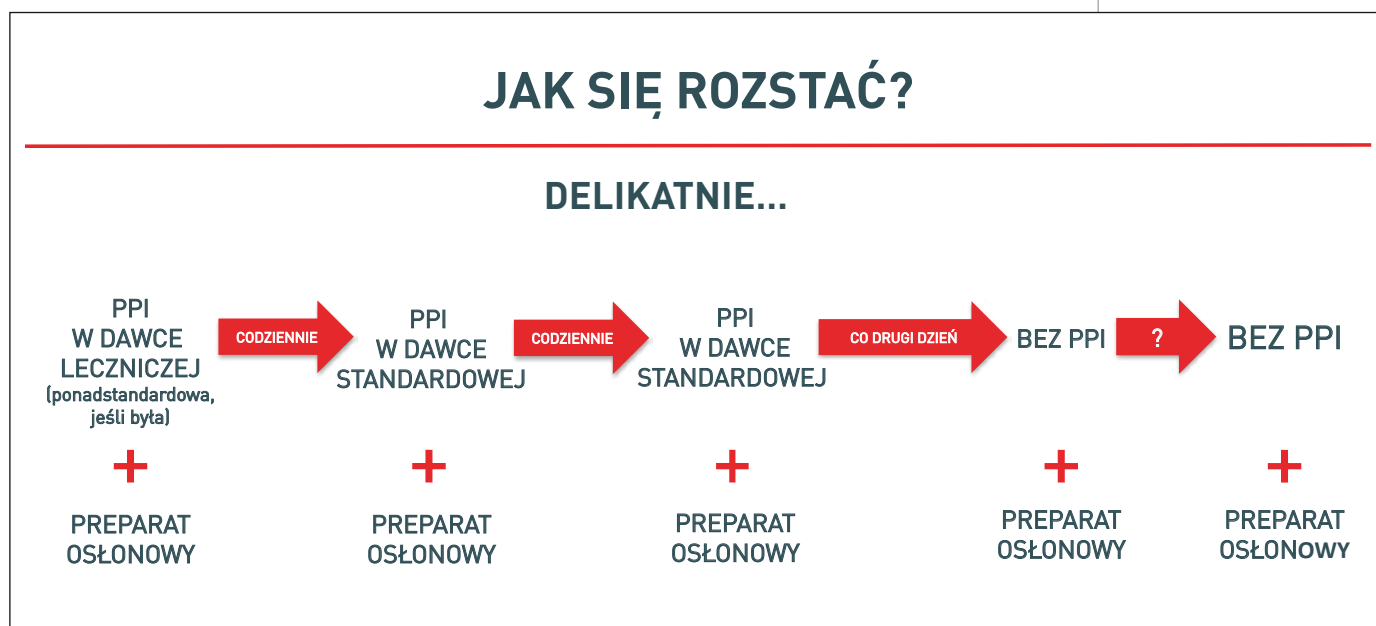 JAK SIĘ ROZSTAĆ?
DELIKATNIE...
PPI
W DAWCE
LECZNICZEJ
(ponadstandardowa,
jeśli była)
CODZIENNIE
PPI
W DAWCE
STANDARDOWEJ
CODZIENNIE
PPI
W DAWCE
STANDARDOWEJ
CO DRUGI DZIEŃ
BEZ PPI
?
BEZ PPI
+
+
+
+
+
PREPARAT
OSŁONOWY
PREPARAT
OSŁONOWY
PREPARAT
OSŁONOWY
PREPARAT
OSŁONOWY
PREPARAT
OSŁONOWY